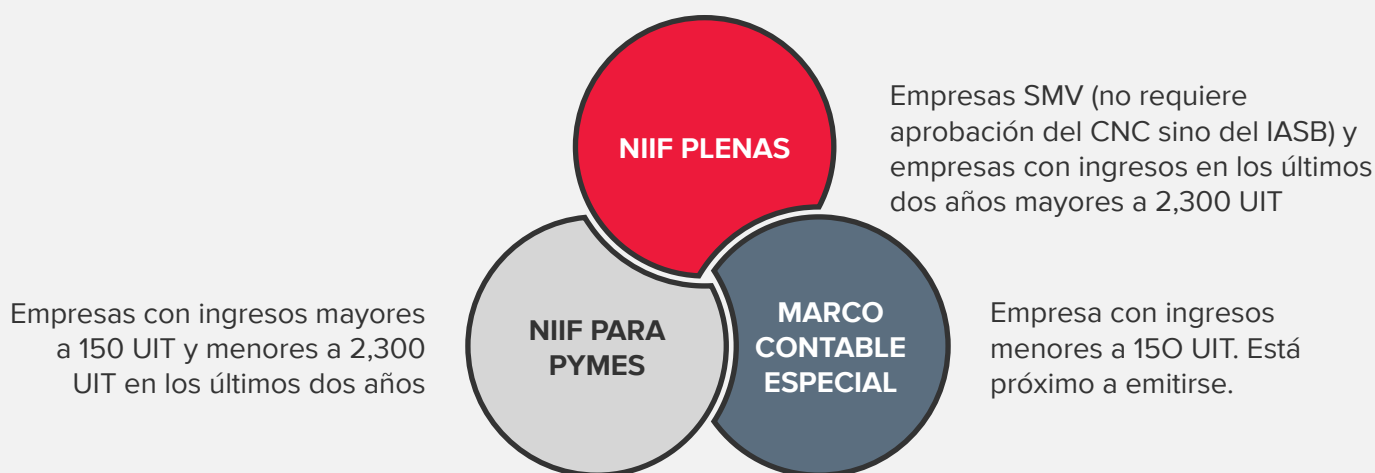 NIIF PLENAS
Empresas SMV (no requiere
aprobación del CNC sino del IASB) y
empresas con ingresos en los últimos
dos años mayores a 2,300 UIT
Empresas con ingresos mayores
a 150 UIT y menores a 2,300
UIT en los últimos dos años
NIIF PARA
PYMES
MARCO
CONTABLE
ESPECIAL
Empresa con ingresos
menores a 15O UIT. Está
próximo a emitirse.